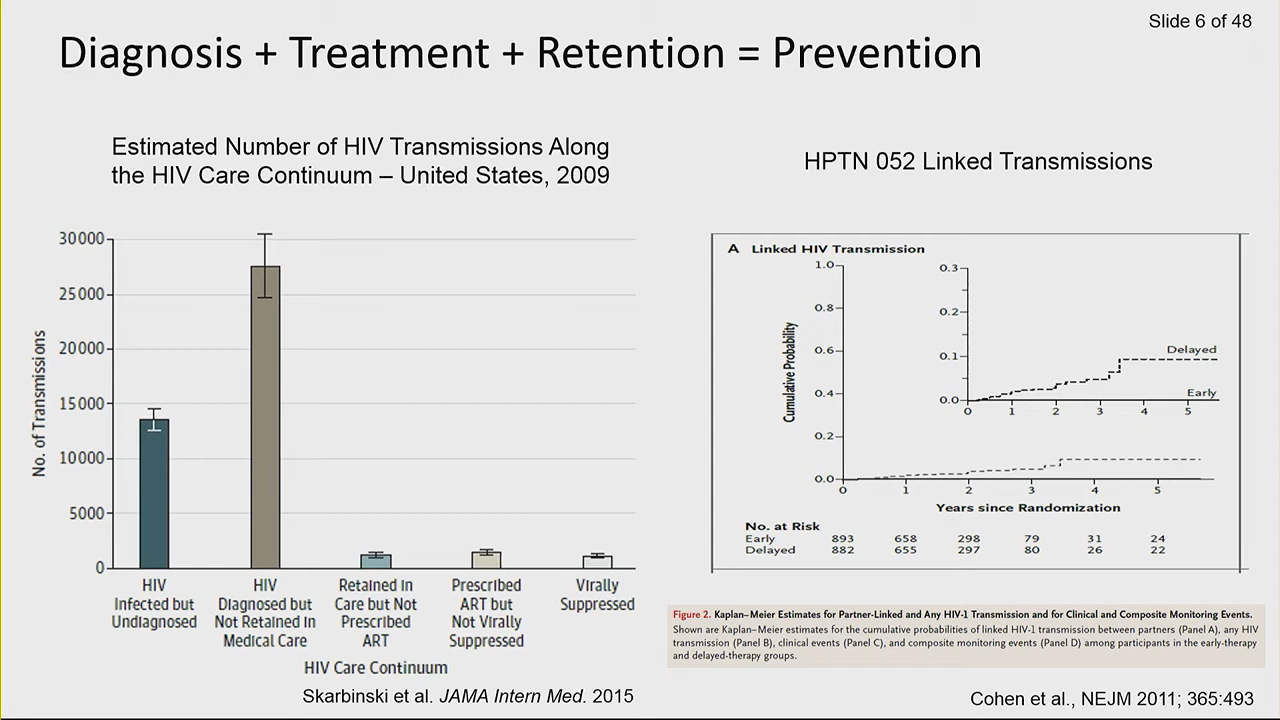 Slide 6 of 48
Diagnosis + Treatment + Retention = Prevention
Estimated Number of HIV Transmissions Along
the HIV Care Continuum – United States, 2009
No. of Transmissions
30000
25000
20000
15000
10000
5000
0
HIV
Infected but
Undiagnosed
HIV
Diagnosed but
Not Retained in
Medical Care
Retained in
Care but Not
Prescribed
ART
Prescribed
ART but
Not Virally
Suppressed
Virally
Suppressed
HIV Care Continuum
Skarbinski et al. JAMA Intern Med. 2015
HPTN 052 Linked Transmissions
A Linked HIV Transmission
Cumulative Probability
1.0
0.8
0.6
0.4
0.2
0.0
0 1 2 3 4 5
0.3
0.2
0.1
0.0
0 1 2 3 4 5
Delayed
Early
Years since Randomization
No. at Risk
Early 893 658 298 79 31 24
Delayed 882 655 297 80 26 22
Figure 2. Kaplan–Meier Estimates for Partner-Linked and Any HIV-1 Transmission and for Clinical and Composite Monitoring Events.
Shown are Kaplan–Meier estimates for the cumulative probabilities of linked HIV-1 transmission between partners (Panel A), any HIV
transmission (Panel B), clinical events (Panel C), and composite monitoring events (Panel D) among participants in the early-therapy
and delayed-therapy groups.
Cohen et al., NEJM 2011; 365:493